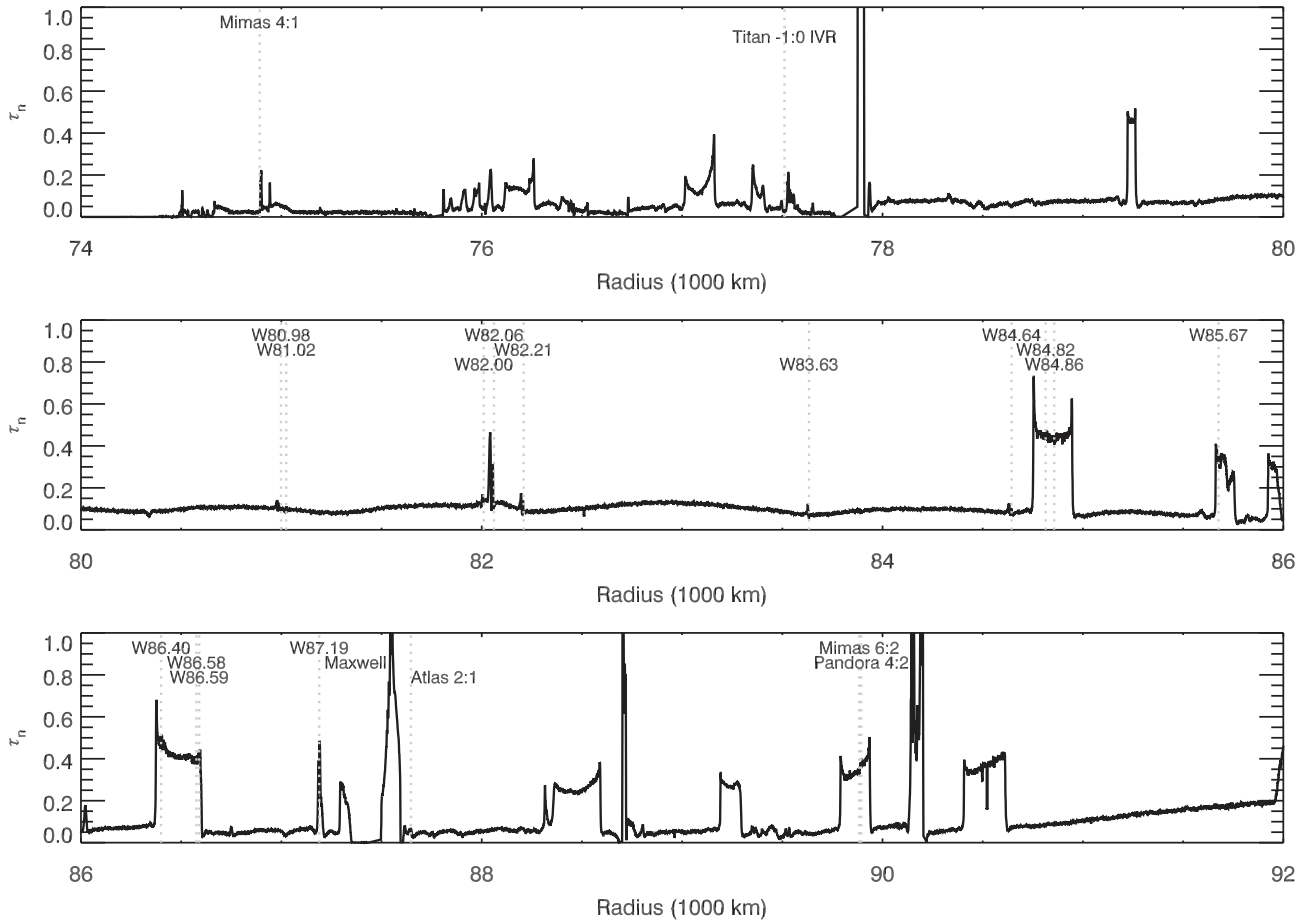 1.0
Mimas 4:1
Titan -1:0 IVR
0.8
0.6
τn
0.4
0.2
0.0
74 76 78 80
Radius (1000 km)
1.0
W80.98 W82.06 W84.64 W85.67
W81.02 W82.21 W84.82
W82.00 W83.63 W84.86
0.8
0.6
τn
0.4
0.2
0.0
80 82 84 86
Radius (1000 km)
1.0
W86.40 W87.19 Mimas 6:2
W86.58 Maxwell Pandora 4:2
W86.59 Atlas 2:1
0.8
0.6
τn
0.4
0.2
0.0
86 88 90 92
Radius (1000 km)